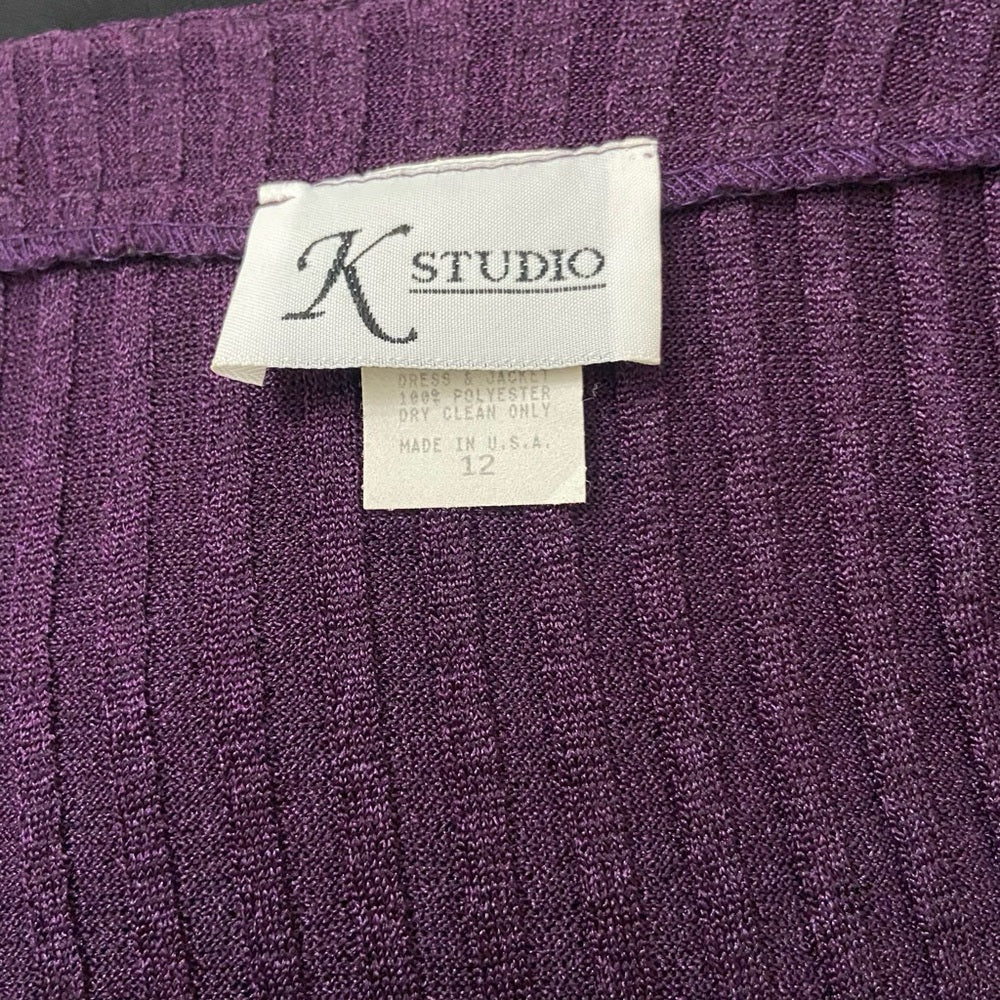 K STUDIO
DRESS & JACKET
100% POLYESTER
DRY CLEAN ONLY
MADE IN U.S.A.
12